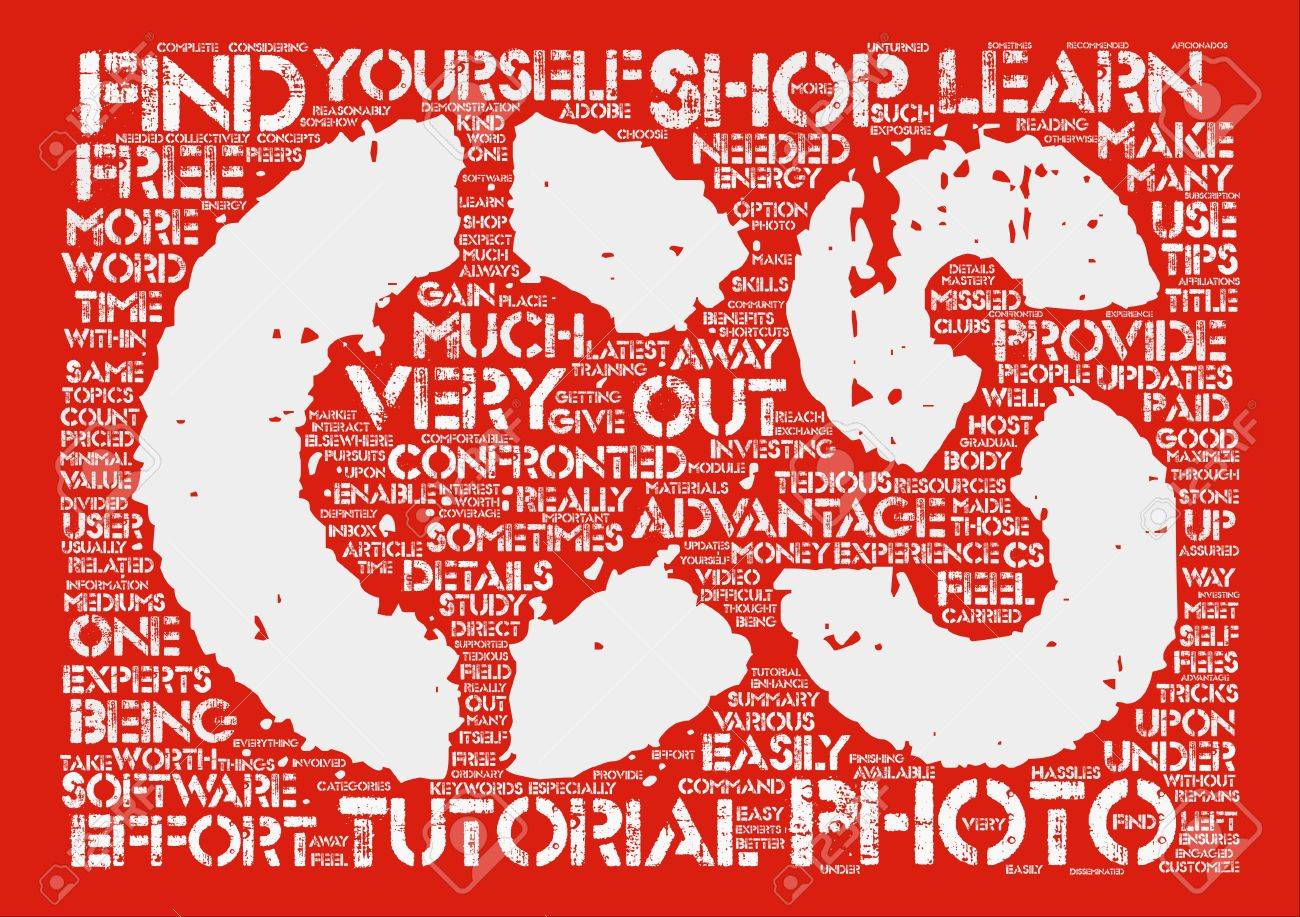 COMPLETE CONSIDERING UNTURNED SOMETIMES RECOMMENDED AFICIONADOS
FIND YOURSELF SHOP LEARN
MORE
REASONABLY DEMONSTRATION ADOBE SUCH
SOMEHOW KIND CHOOSE EXPOSURE READING
NEEDED COLLECTIVELY CONCEPTS WORD NEEDED OTHERWISE MAKE
FREE PEERS ONE ENERGY MANY
ENERGY SOFTWARE SUBSCRIPTION
MORE LEARN OPTION USE
SHOP PHOTO
EXPECT
WORD MUCH MAKE TIPS
ALWAYS DETAILS
TIME GAIN PLACE SKILLS MASTERY AFFILIATIONS
COMMUNITY MISSED TITLE
WITHIN MUCH BENEFITS CLUBS CONFRONTED EXPERIENCE
SHORTCUTS PROVIDE
LATEST AWAY
SAME VERY TRAINING PEOPLE UPDATES
TOPICS GETTING OUT WELL PAID
COUNT MARKET GIVE REACH HOST
INTERACT EXCHANGE
PRICED ELSEWHERE COMFORTABLE- INVESTING GRADUAL GOOD
MINIMAL PURSUITS CONFRONTED MODULE BODY MAXIMIZE
VALUE UPON TEDIOUS RESOURCES THROUGH
DIVIDED ENABLE INTEREST REALLY MATERIALS STONE
WORTH
USER DEFINITELY COVERAGE IMPORTANT ADVANTAGE MADE UP
INBOX SOMETIMES THOSE
USUALLY ARTICLE UPDATES MONEY EXPERIENCE CS ASSURED
RELATED TIME DETAILS YOURSELF
INFORMATION VIDEO FEEL WAY
MEDIUMS STUDY DIFFICULT INVESTING
THOUGHT CARRIED MEET
ONE DIRECT BEING SELF
SUPPORTED
TEDIOUS FEES
EXPERTS FIELD TUTORIAL ADVANTAGE
REALLY ENHANCE TRICKS
BEING OUT SUMMARY
MANY VARIOUS UPON
EVERYTHING ITSELF EASILY UNDER
TAKE WORTH THINGS INVOLVED FREE EFFORT FINISHING
ORDINARY PROVIDE AVAILABLE HASSLES WITHOUT
SOFTWARE CATEGORIES KEYWORDS ESPECIALLY COMMAND REMAINS
EFFORT TUTORIAL EASY PHOTO LEFT
VERY FIND
AWAY EXPERTS ENSURES
FEEL BETTER ENGAGED
UNDER EASILY DISSEMINATED CUSTOMIZE
CS